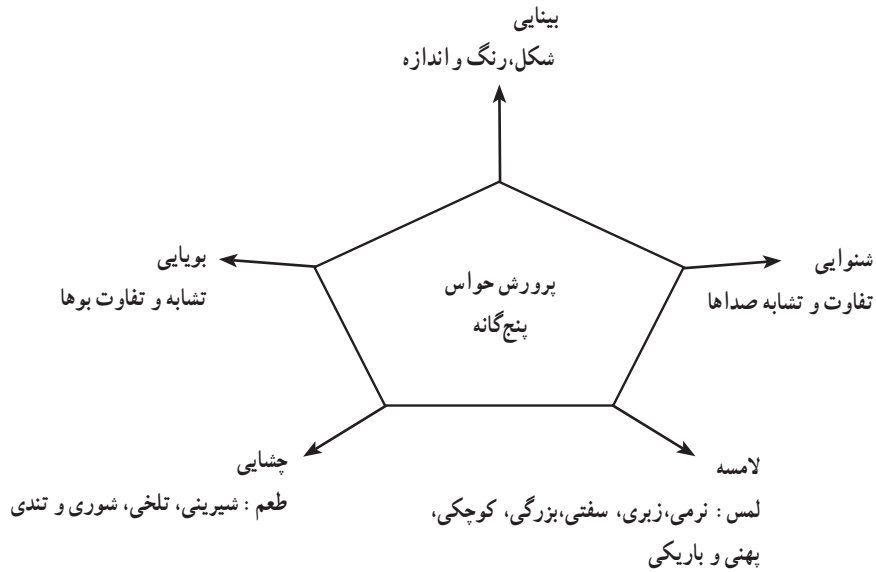 بینایی
شکل،رنگ و اندازه
شنوایی
تفاوت و تشابه صداها
بویایی
تشابه و تفاوت بوها
پرورش حواس
پنج‌گانه
لامسه
لمس : نرمی،زبری، سفتی،بزرگی، کوچکی،
پهنی و باریکی
چشایی
طعم : شیرینی، تلخی، شوری و تندی